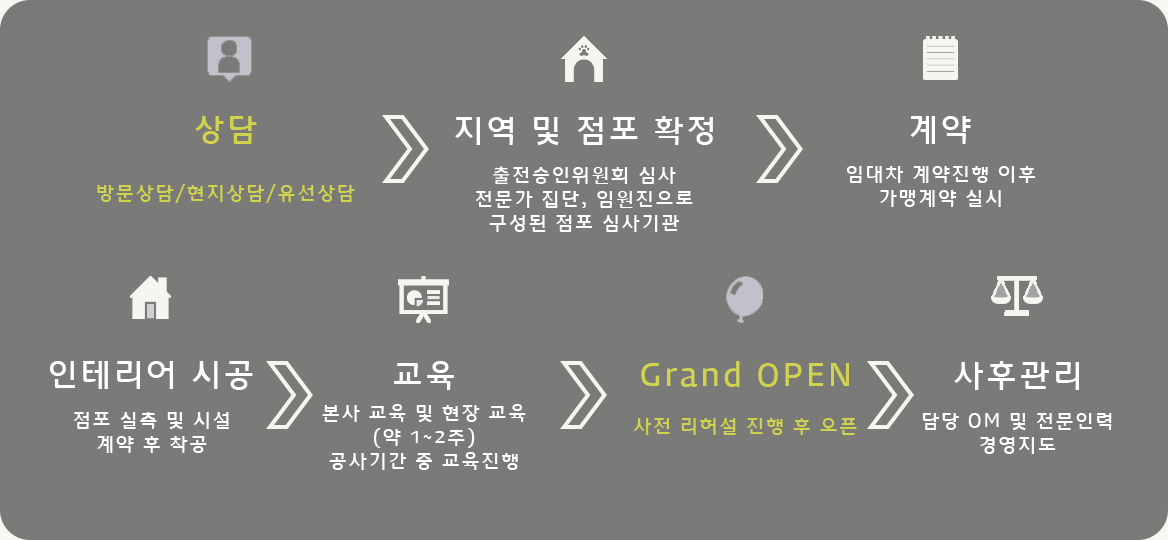 상담
방문상담/현지상담/유선상담
지역 및 점포 확정
출전승인위원회 심사
전문가 집단, 임원진으로
구성된 점포 심사기관
계약
임대차 계약진행 이후
가맹계약 실시
인테리어 시공
점포 실측 및 시설
계약 후 착공
교육
본사 교육 및 현장 교육
(약 1~2주)
공사기간 중 교육진행
Grand OPEN
사전 리허설 진행 후 오픈
사후관리
담당 OM 및 전문인력
경영지도